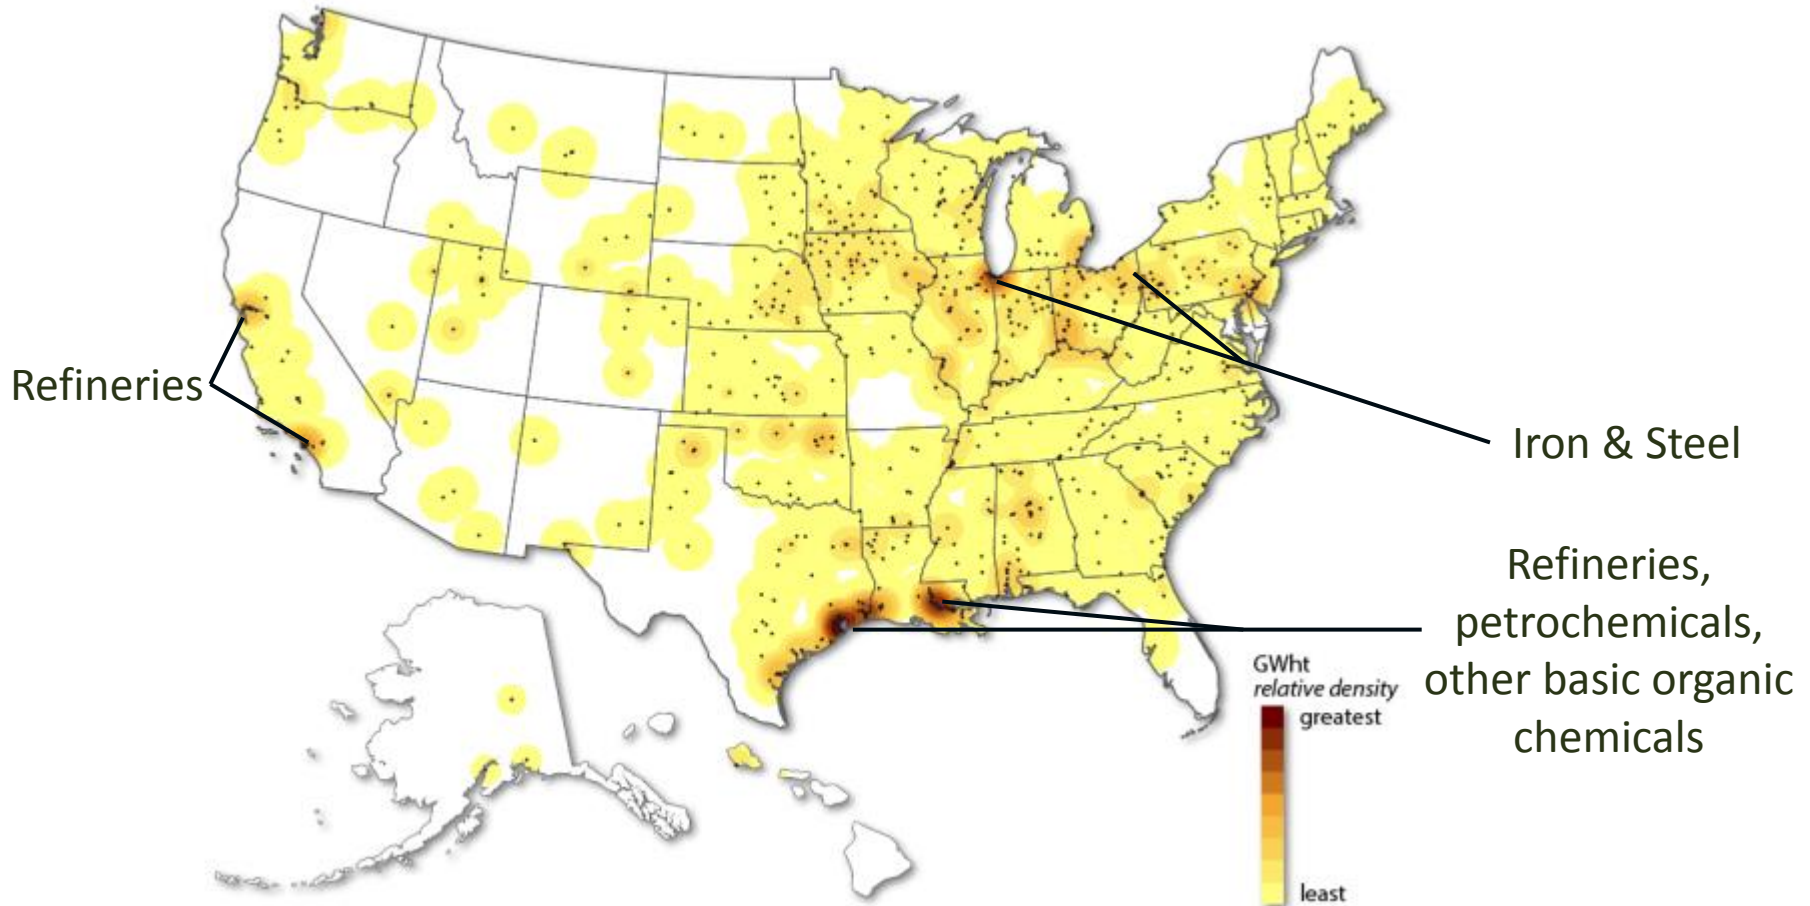 Refineries
Iron & Steel
Refineries,
petrochemicals,
other basic organic
chemicals
GWht
relative density
greatest
least